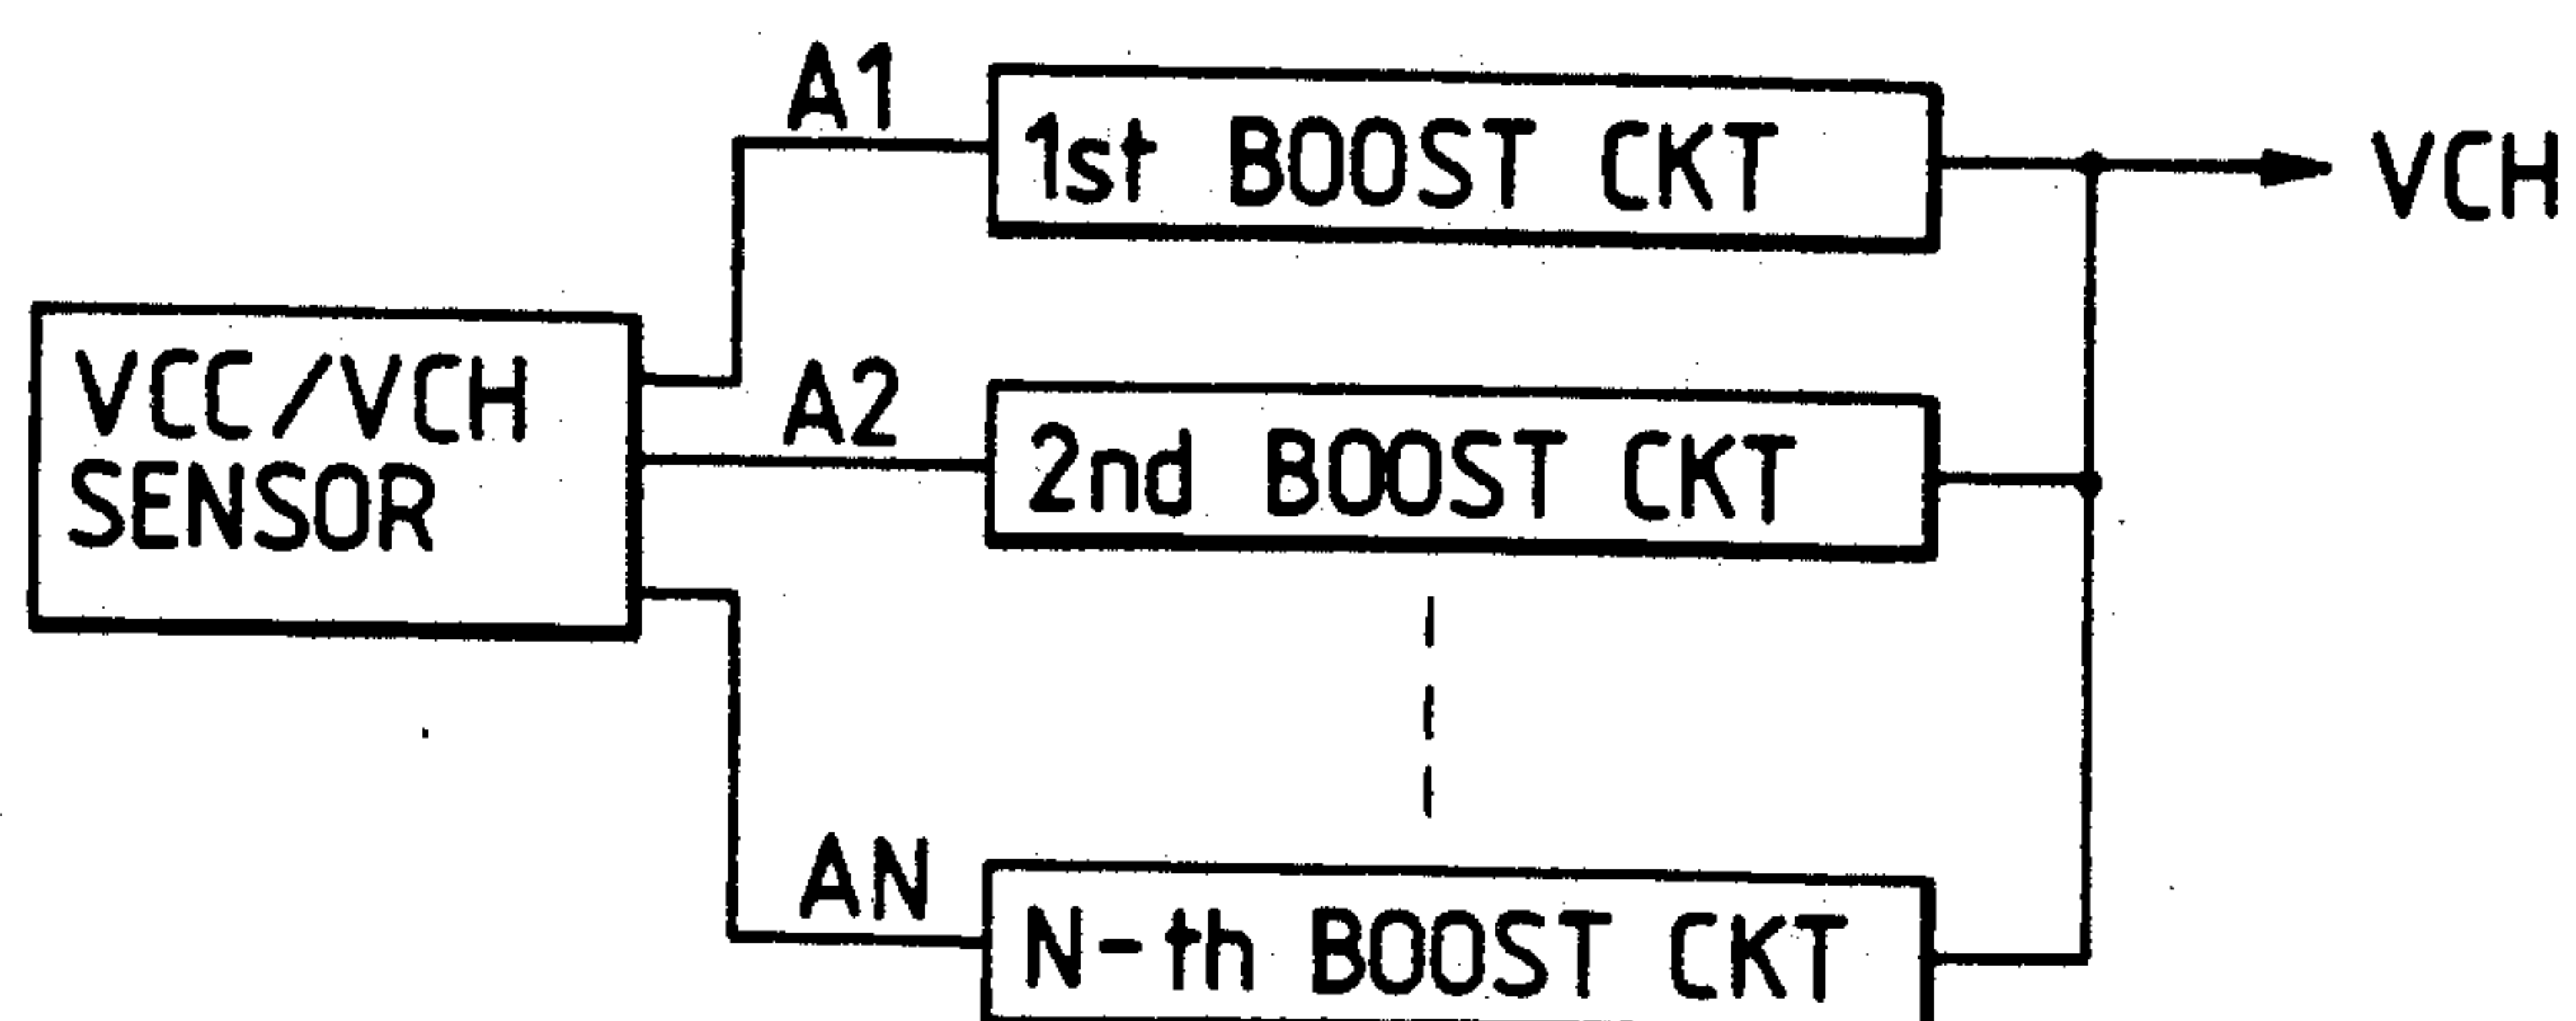 A1
1st BOOST CKT
VCH
VCC/VCH
SENSOR
A2
2nd BOOST CKT
AN
N-th BOOST CKT